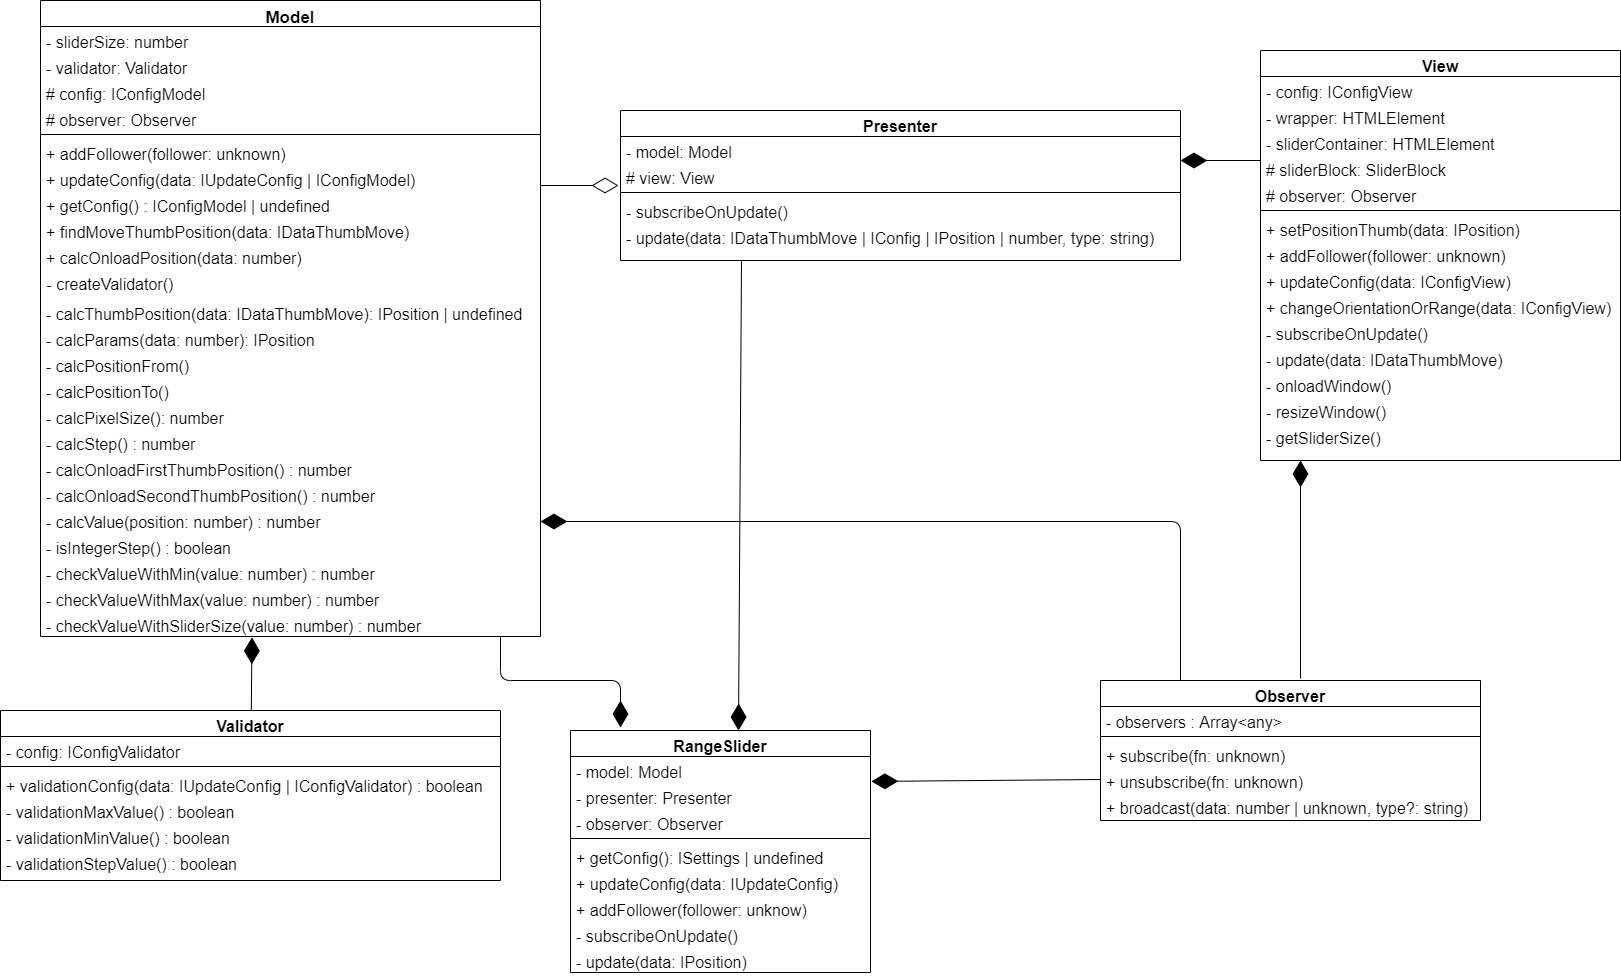 Model
- sliderSize: number
- validator: Validator
# config: IConfigModel
# observer: Observer
+ addFollower(follower: unknown)
+ updateConfig(data: IUpdateConfig | IConfigModel)
+ getConfig() : IConfigModel | undefined
+ findMoveThumbPosition(data: IDataThumbMove)
+ calcOnloadPosition(data: number)
- createValidator()
- calcThumbPosition(data: IDataThumbMove): IPosition | undefined
- calcParams(data: number): IPosition
- calcPositionFrom()
- calcPositionTo()
- calcPixelSize(): number
- calcStep() : number
- calcOnloadFirstThumbPosition() : number
- calcOnloadSecondThumbPosition() : number
- calcValue(position: number) : number
- isIntegerStep() : boolean
- checkValueWithMin(value: number) : number
- checkValueWithMax(value: number) : number
- checkValueWithSliderSize(value: number) : number
Presenter
- model: Model
# view: View
- subscribeOnUpdate()
- update(data: IDataThumbMove | IConfig | IPosition | number, type: string)
View
- config: IConfigView
- wrapper: HTMLElement
- sliderContainer: HTMLElement
# sliderBlock: SliderBlock
# observer: Observer
+ setPositionThumb(data: IPosition)
+ addFollower(follower: unknown)
+ updateConfig(data: IConfigView)
+ changeOrientationOrRange(data: IConfigView)
- subscribeOnUpdate()
- update(data: IDataThumbMove)
- onloadWindow()
- resizeWindow()
- getSliderSize()
Validator
- config: IConfigValidator
+ validationConfig(data: IUpdateConfig | IConfigValidator) : boolean
- validationMaxValue() : boolean
- validationMinValue() : boolean
- validationStepValue() : boolean
RangeSlider
- model: Model
- presenter: Presenter
- observer: Observer
+ getConfig(): ISettings | undefined
+ updateConfig(data: IUpdateConfig)
+ addFollower(follower: unknow)
- subscribeOnUpdate()
- update(data: IPosition)
Observer
- observers : Array<any>
+ subscribe(fn: unknown)
+ unsubscribe(fn: unknown)
+ broadcast(data: number | unknown, type?: string)